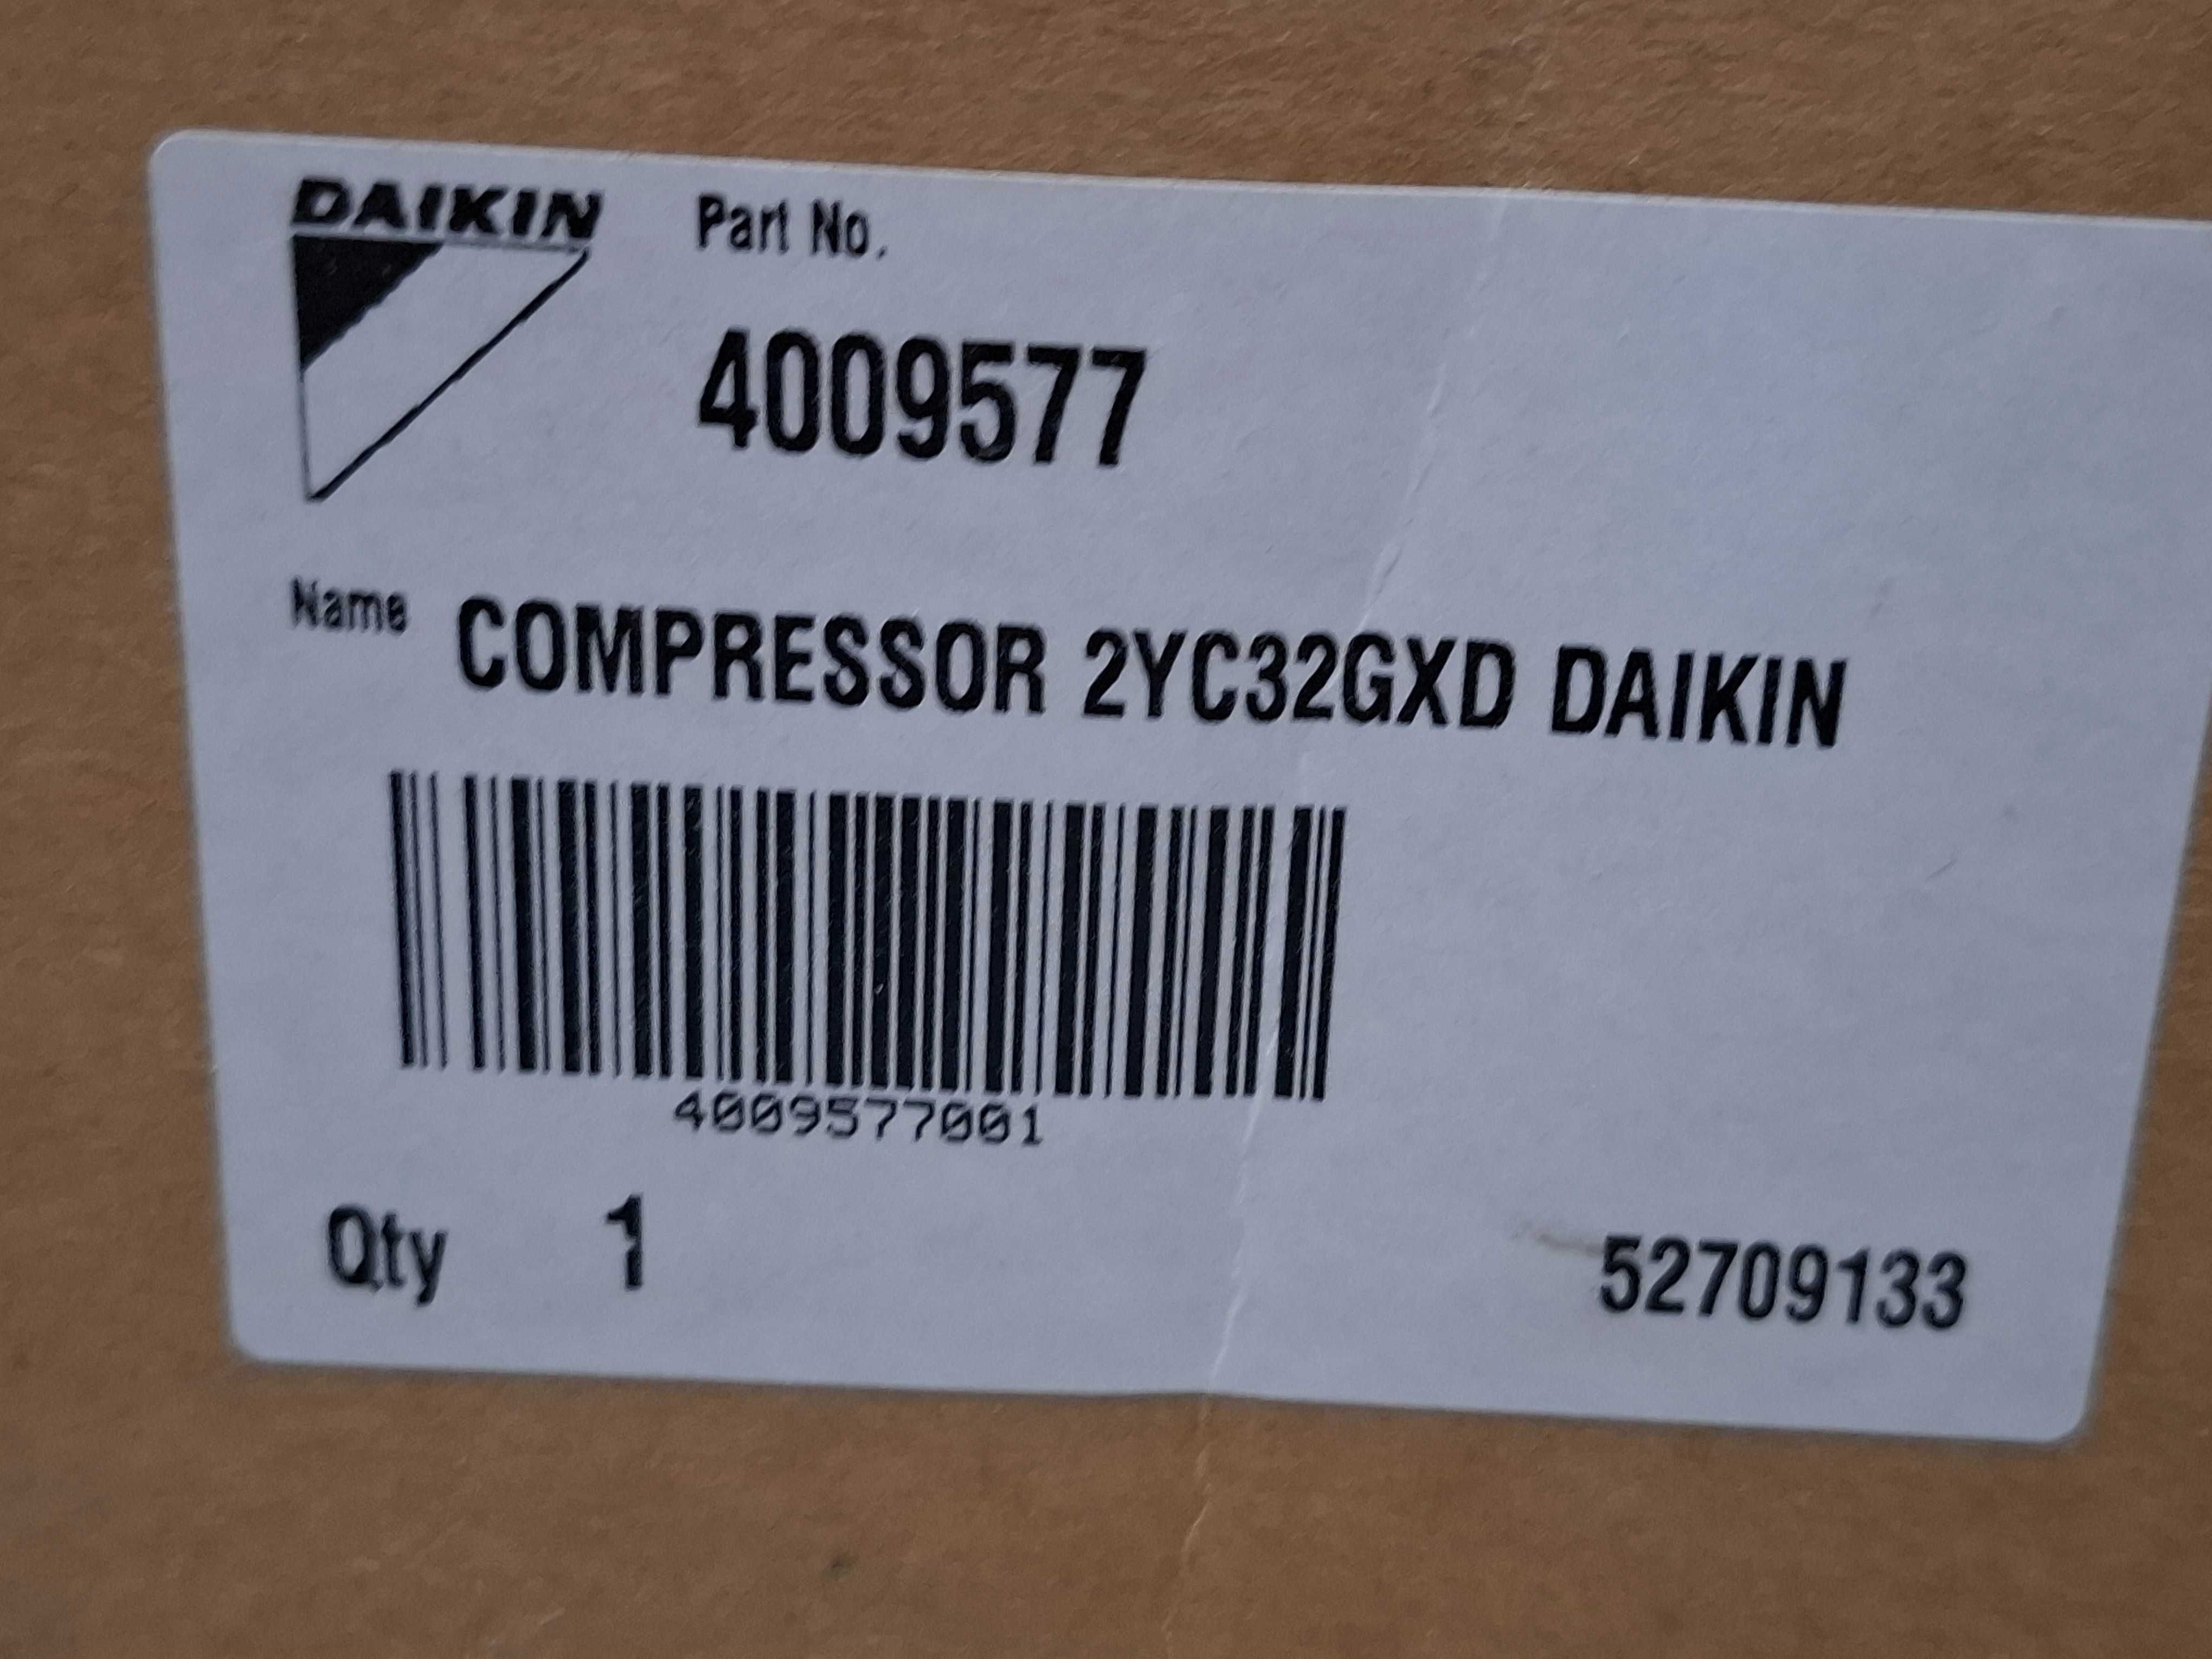 DAIKIN
Part No.
4009577
Name COMPRESSOR 2YC32GXD DAIKIN
4009577001
Qty 1
52709133